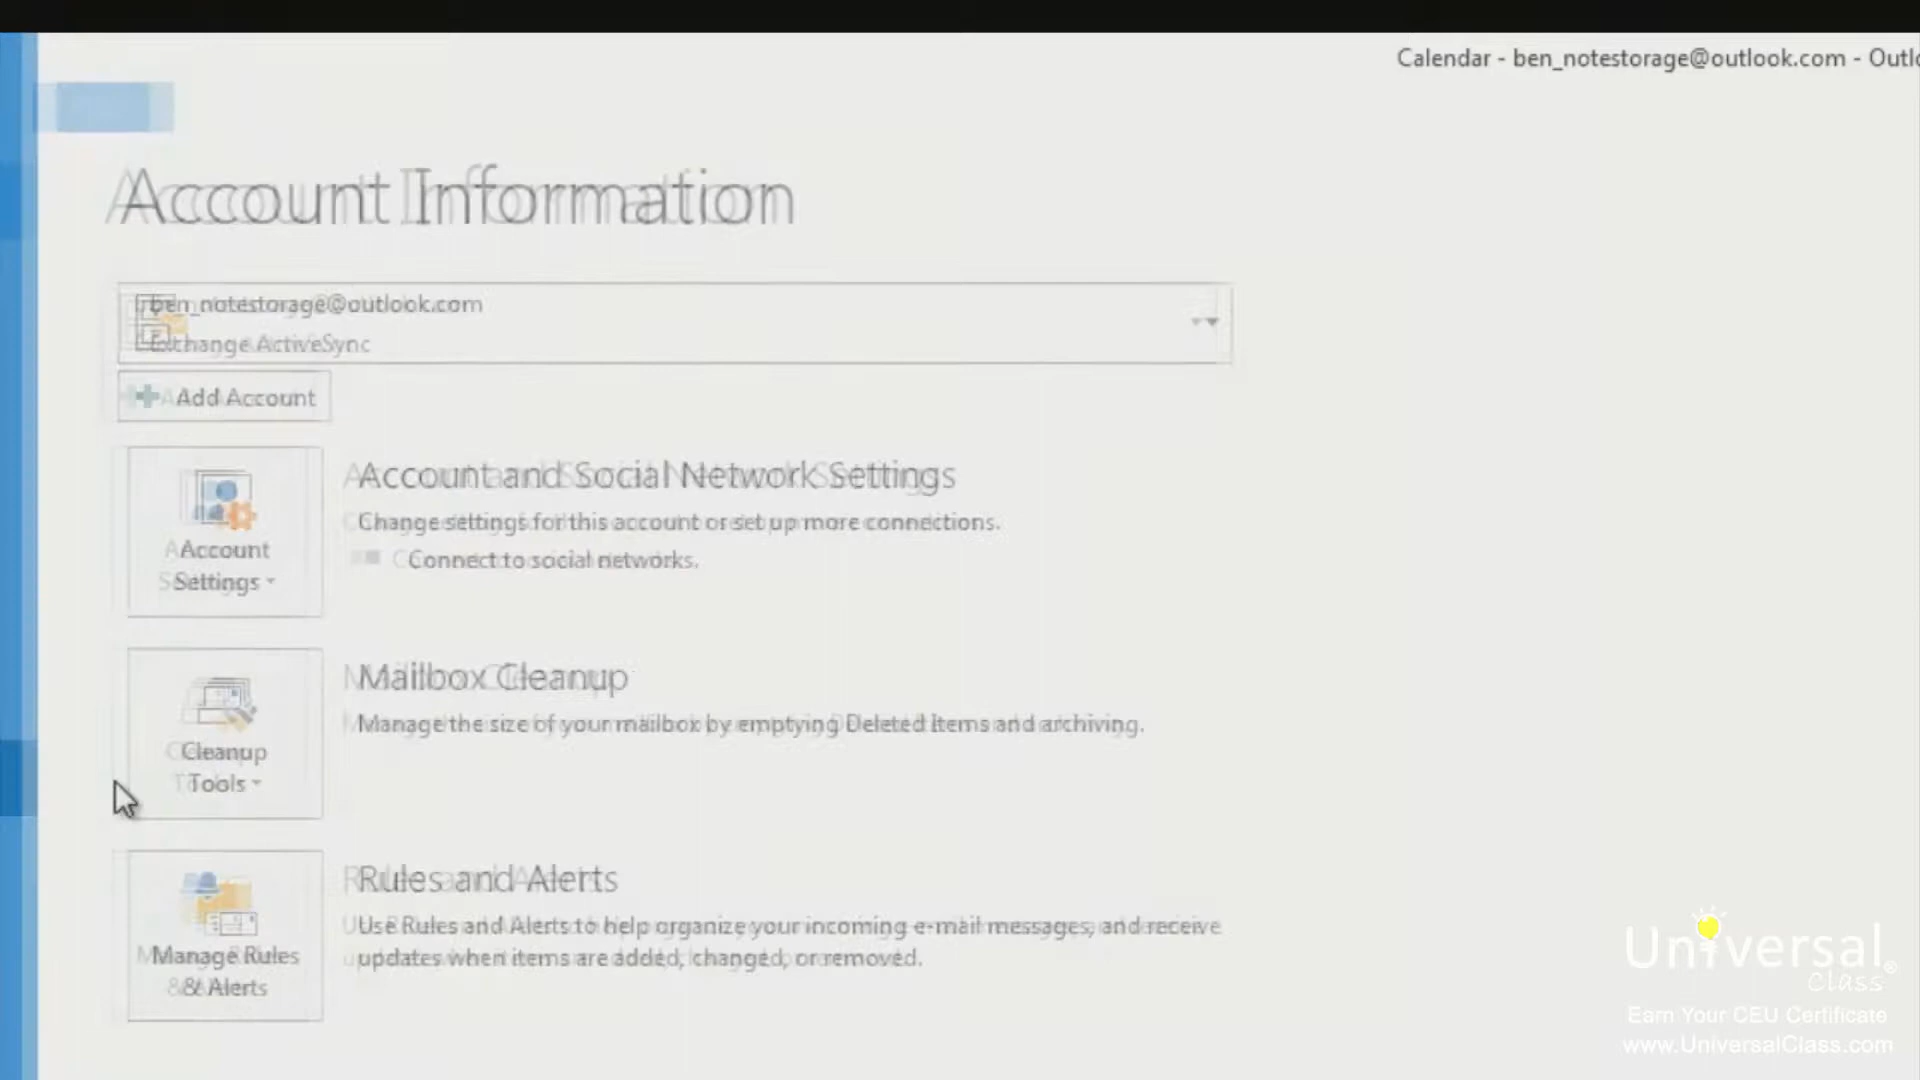 Calendar - ben_notestorage@outlook.com - Outlo
Account Information
ben_notestorage@outlook.com
Exchange ActiveSync
Add Account
Account and Social Network Settings
Change settings for this account or set up more connections.
Connect to social networks.
Account
Settings
Mailbox Cleanup
Manage the size of your mailbox by emptying Deleted Items and archiving.
Cleanup
Tools
Rules and Alerts
Use Rules and Alerts to help organize your incoming e-mail messages, and receive
updates when items are added, changed, or removed.
Manage Rules
& Alerts
Universal
Class®
Earn Your CEU Certificate
www.UniversalClass.com